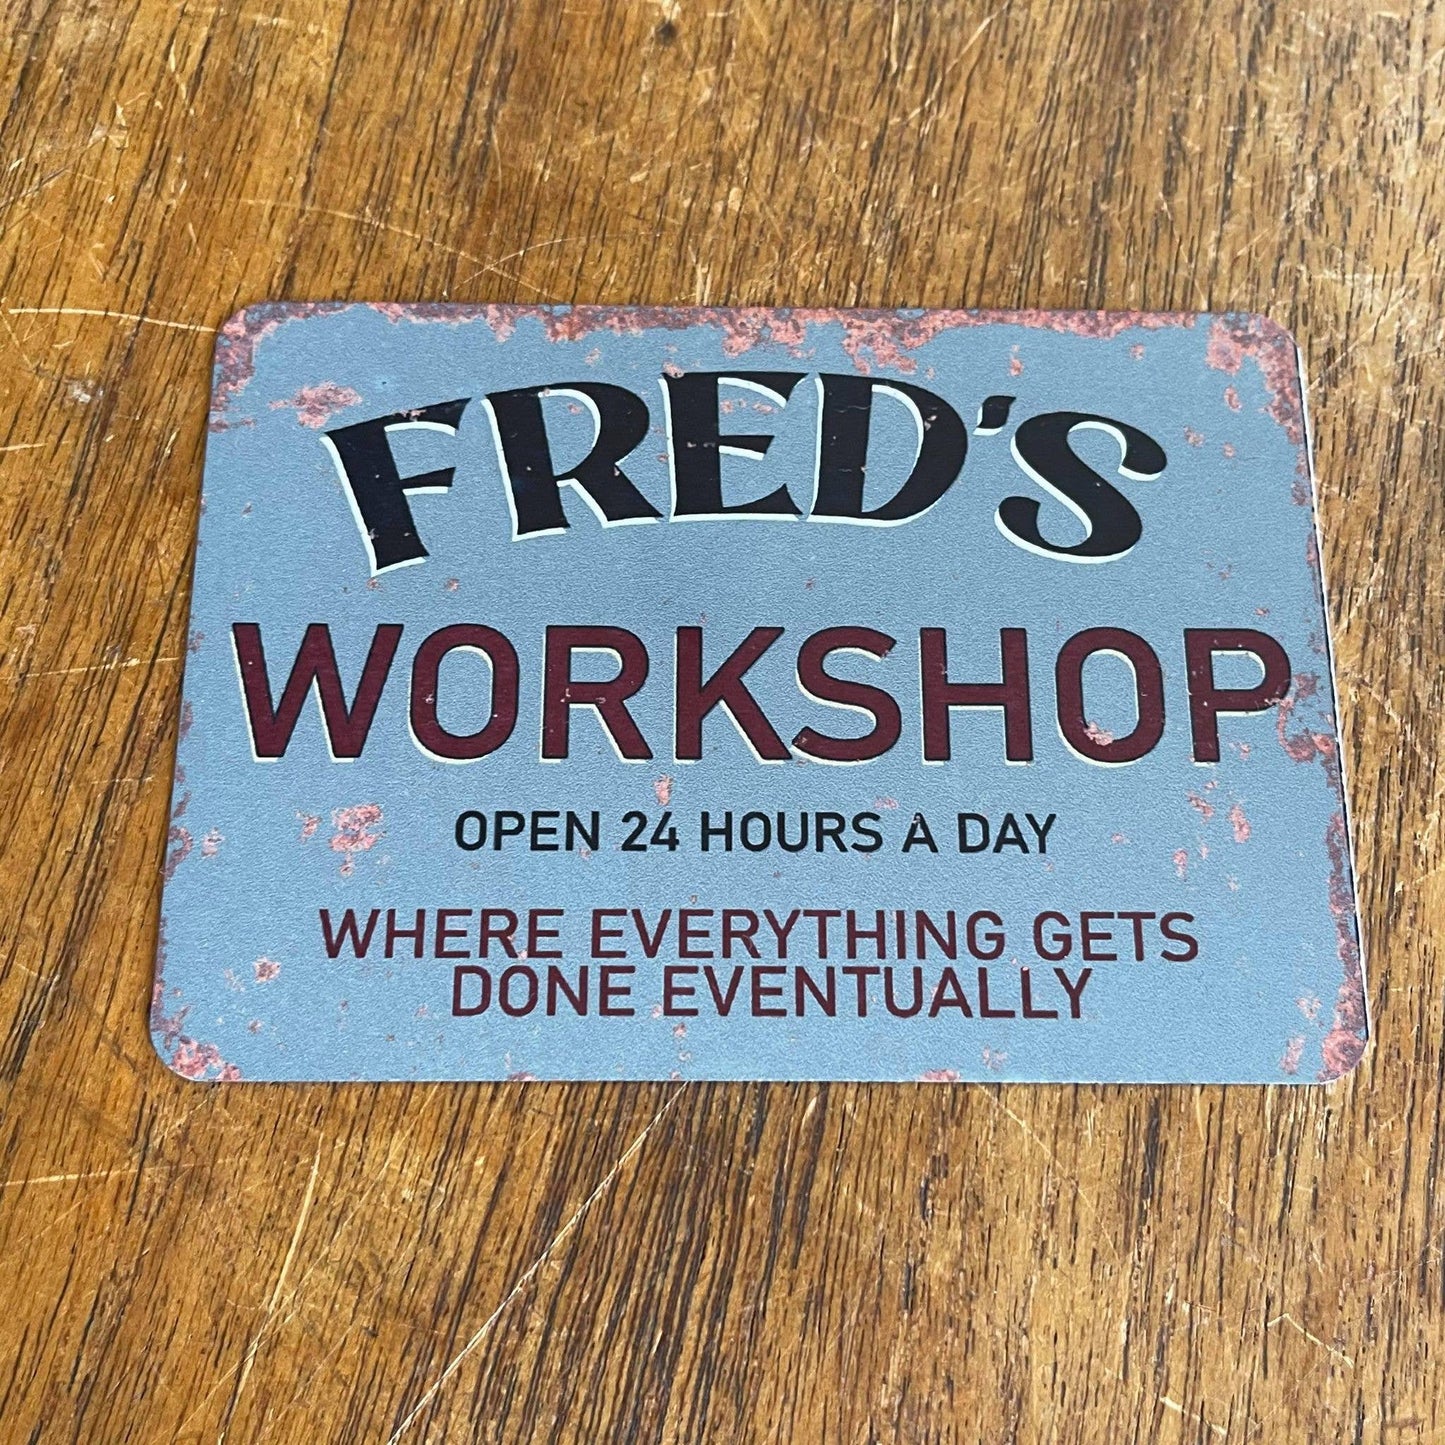 FRED'S
WORKSHOP
OPEN 24 HOURS A DAY
WHERE EVERYTHING GETS
DONE EVENTUALLY